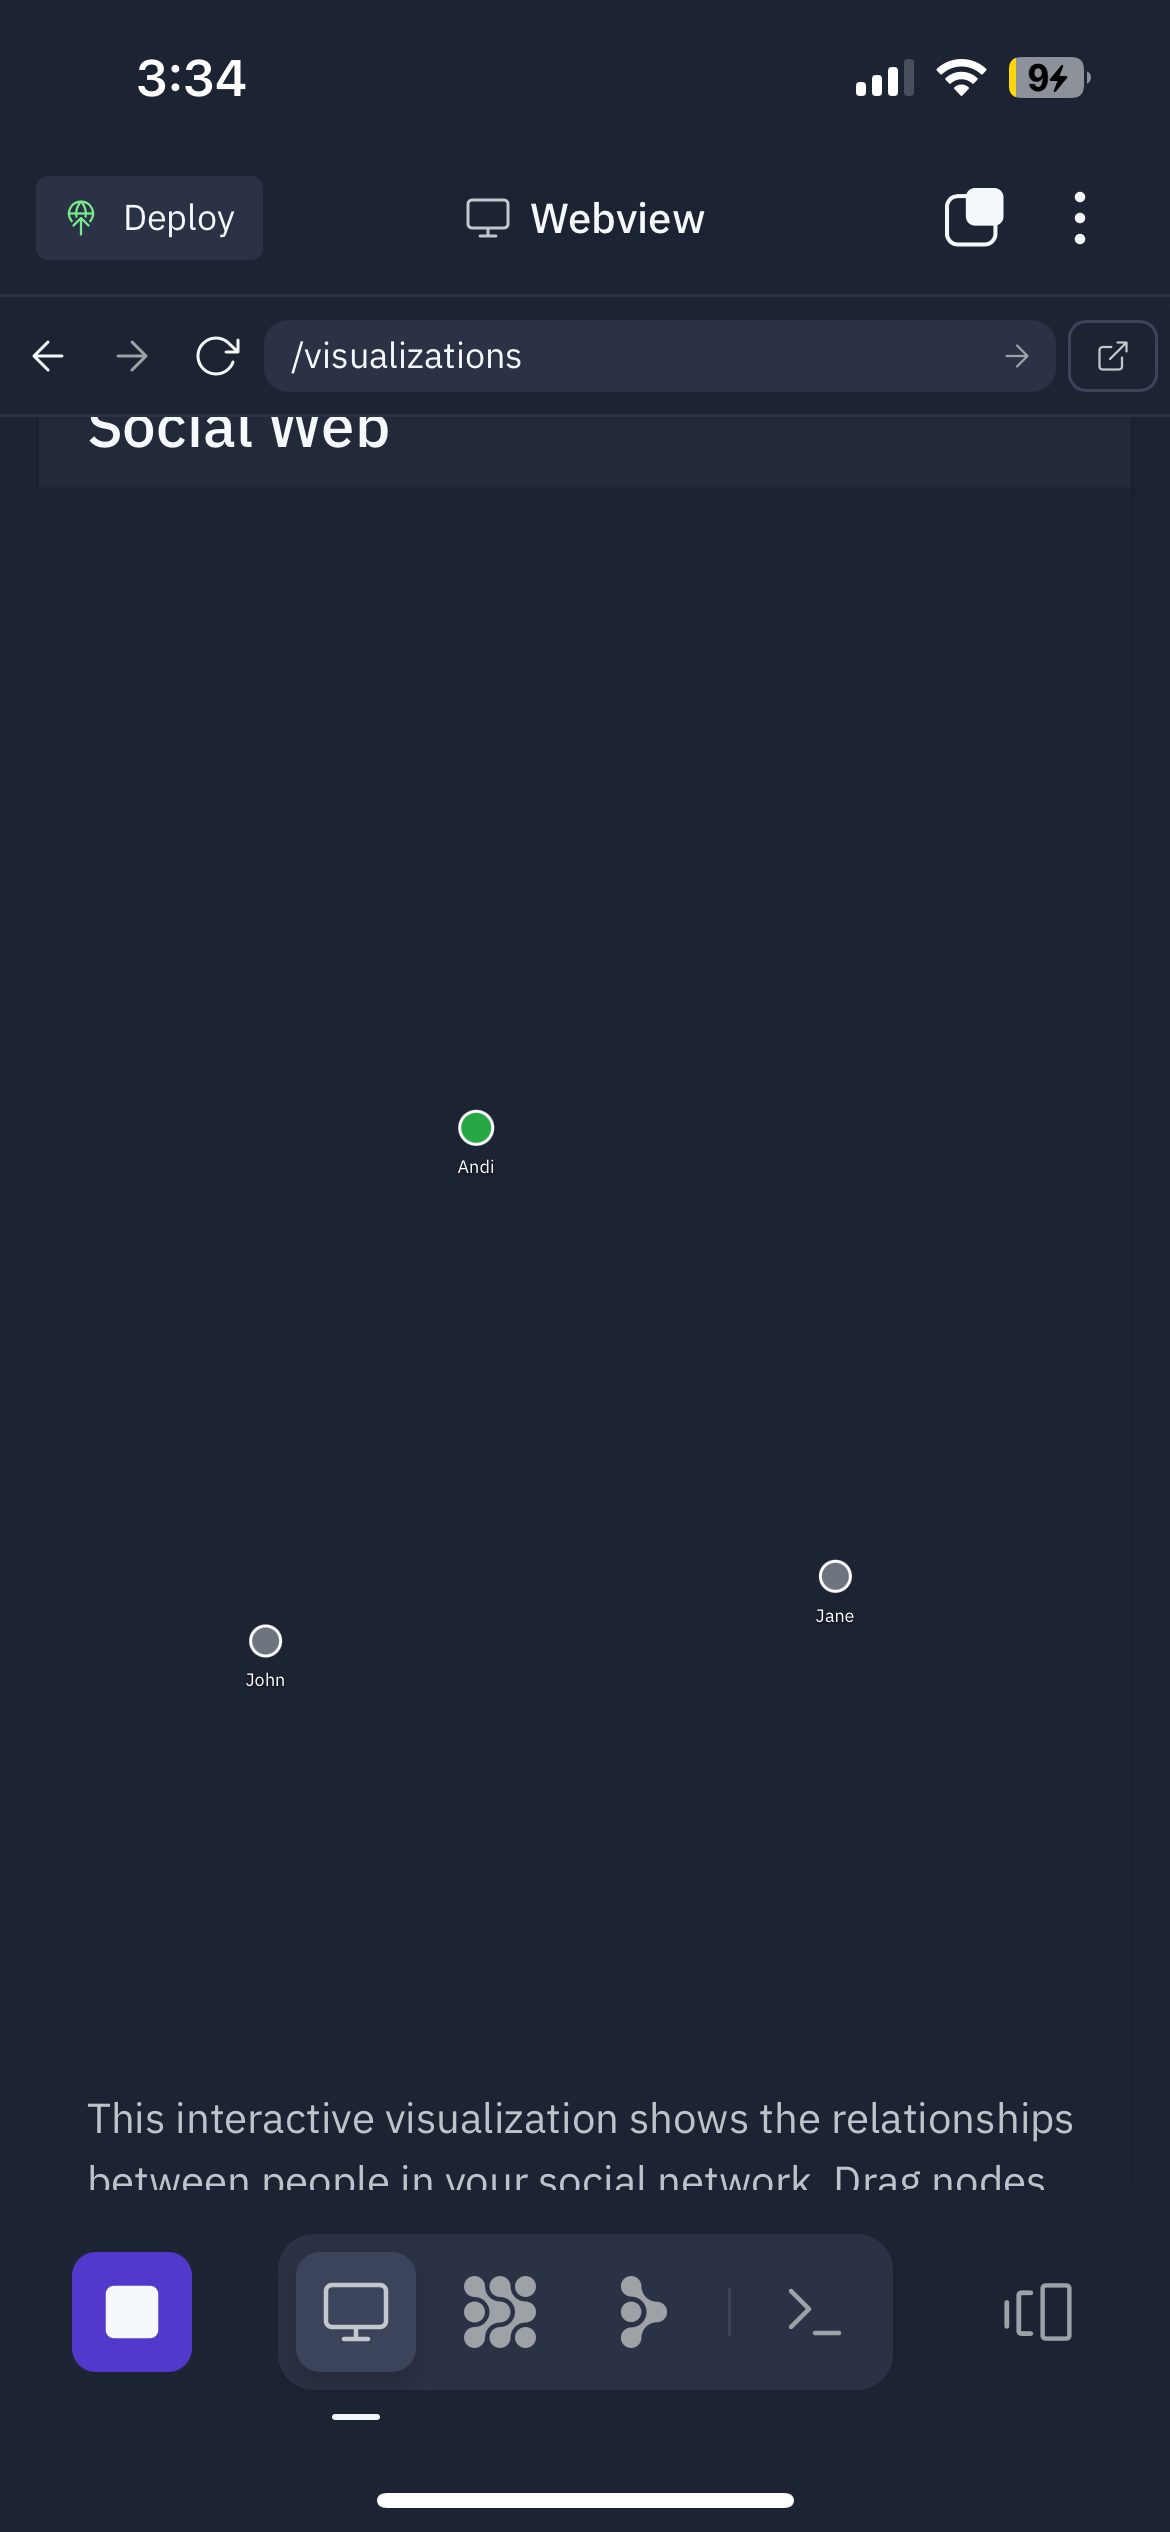 3:34
9
Deploy
Webview
/visualizations
Social Web
Andi
Jane
John
This interactive visualization shows the relationships
between people in your social network. Drag nodes